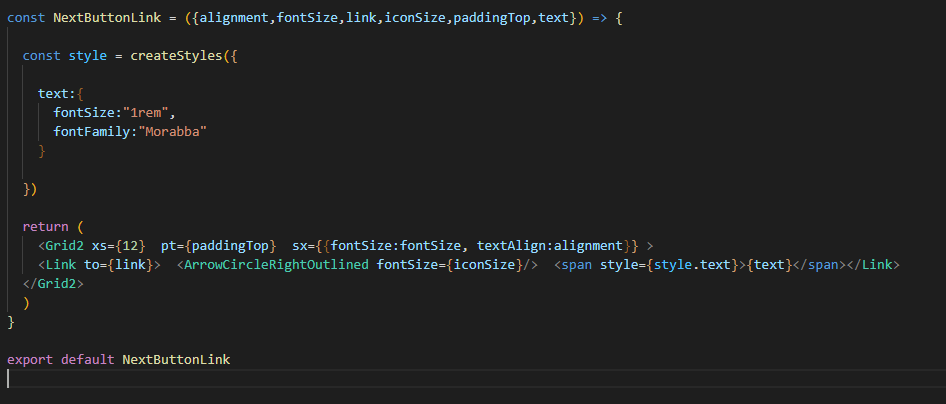 const NextButtonLink = ({alignment,fontSize,link,iconSize,paddingTop,text}) => {
const style = createStyles({
text:{
fontSize:"1rem",
fontFamily:"Morabba"
}
})
return (
<Grid2 xs={12}  pt={paddingTop}  sx={{fontSize:fontSize, textAlign:alignment}} >
<Link to={link}>  <ArrowCircleRightOutlined fontSize={iconSize}/>  <span style={style.text}>{text}</span></Link>
</Grid2>
)
}
export default NextButtonLink